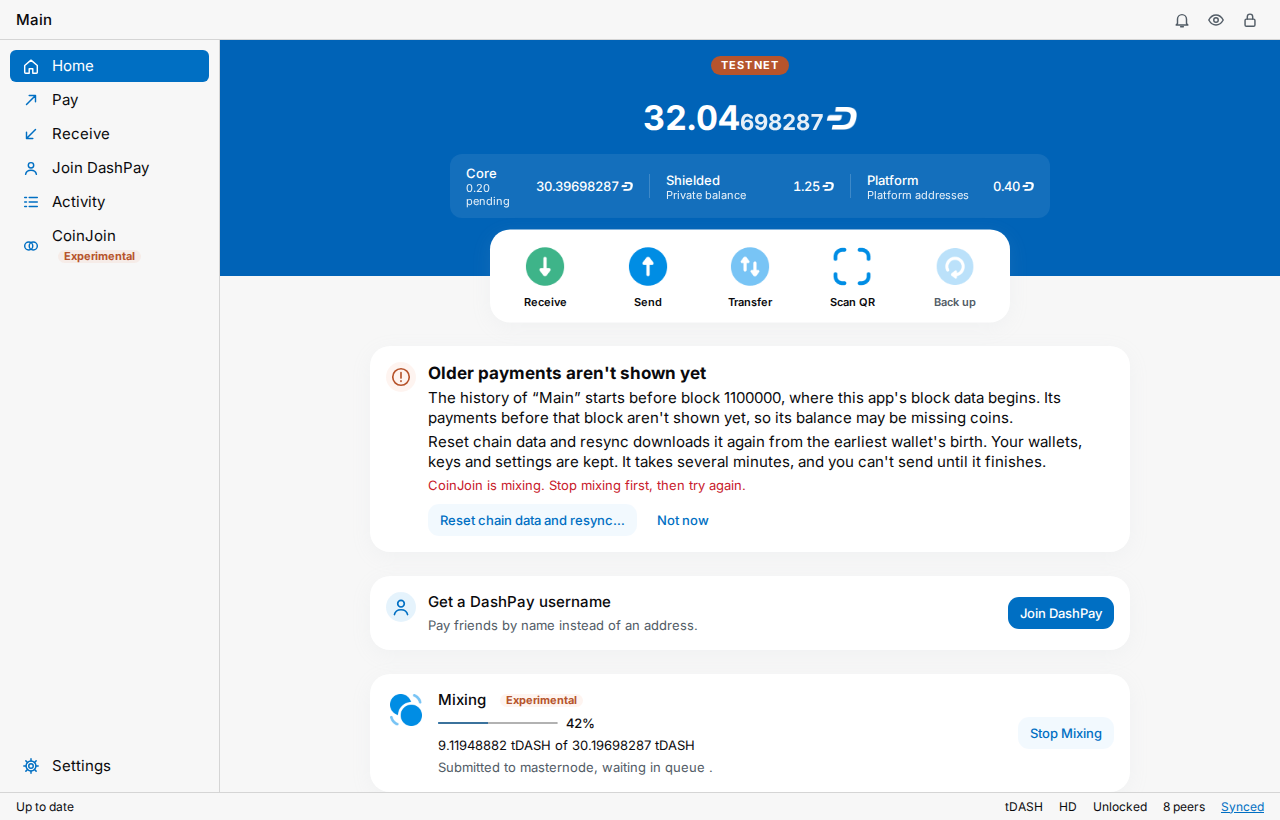 Main
Home
Pay
Receive
Join DashPay
Activity
CoinJoin
Experimental
Settings
TESTNET
32.04698287
Core
0.20
pending
30.39698287
Shielded
Private balance
1.25
Platform
Platform addresses
0.40
Receive
Send
Transfer
Scan QR
Back up
Older payments aren't shown yet
The history of “Main” starts before block 1100000, where this app's block data begins. Its
payments before that block aren't shown yet, so its balance may be missing coins.
Reset chain data and resync downloads it again from the earliest wallet's birth. Your wallets,
keys and settings are kept. It takes several minutes, and you can't send until it finishes.
CoinJoin is mixing. Stop mixing first, then try again.
Reset chain data and resync...
Not now
Get a DashPay username
Pay friends by name instead of an address.
Join DashPay
Mixing Experimental
42%
9.11948882 tDASH of 30.19698287 tDASH
Submitted to masternode, waiting in queue .
Stop Mixing
Up to date
tDASH HD Unlocked 8 peers Synced